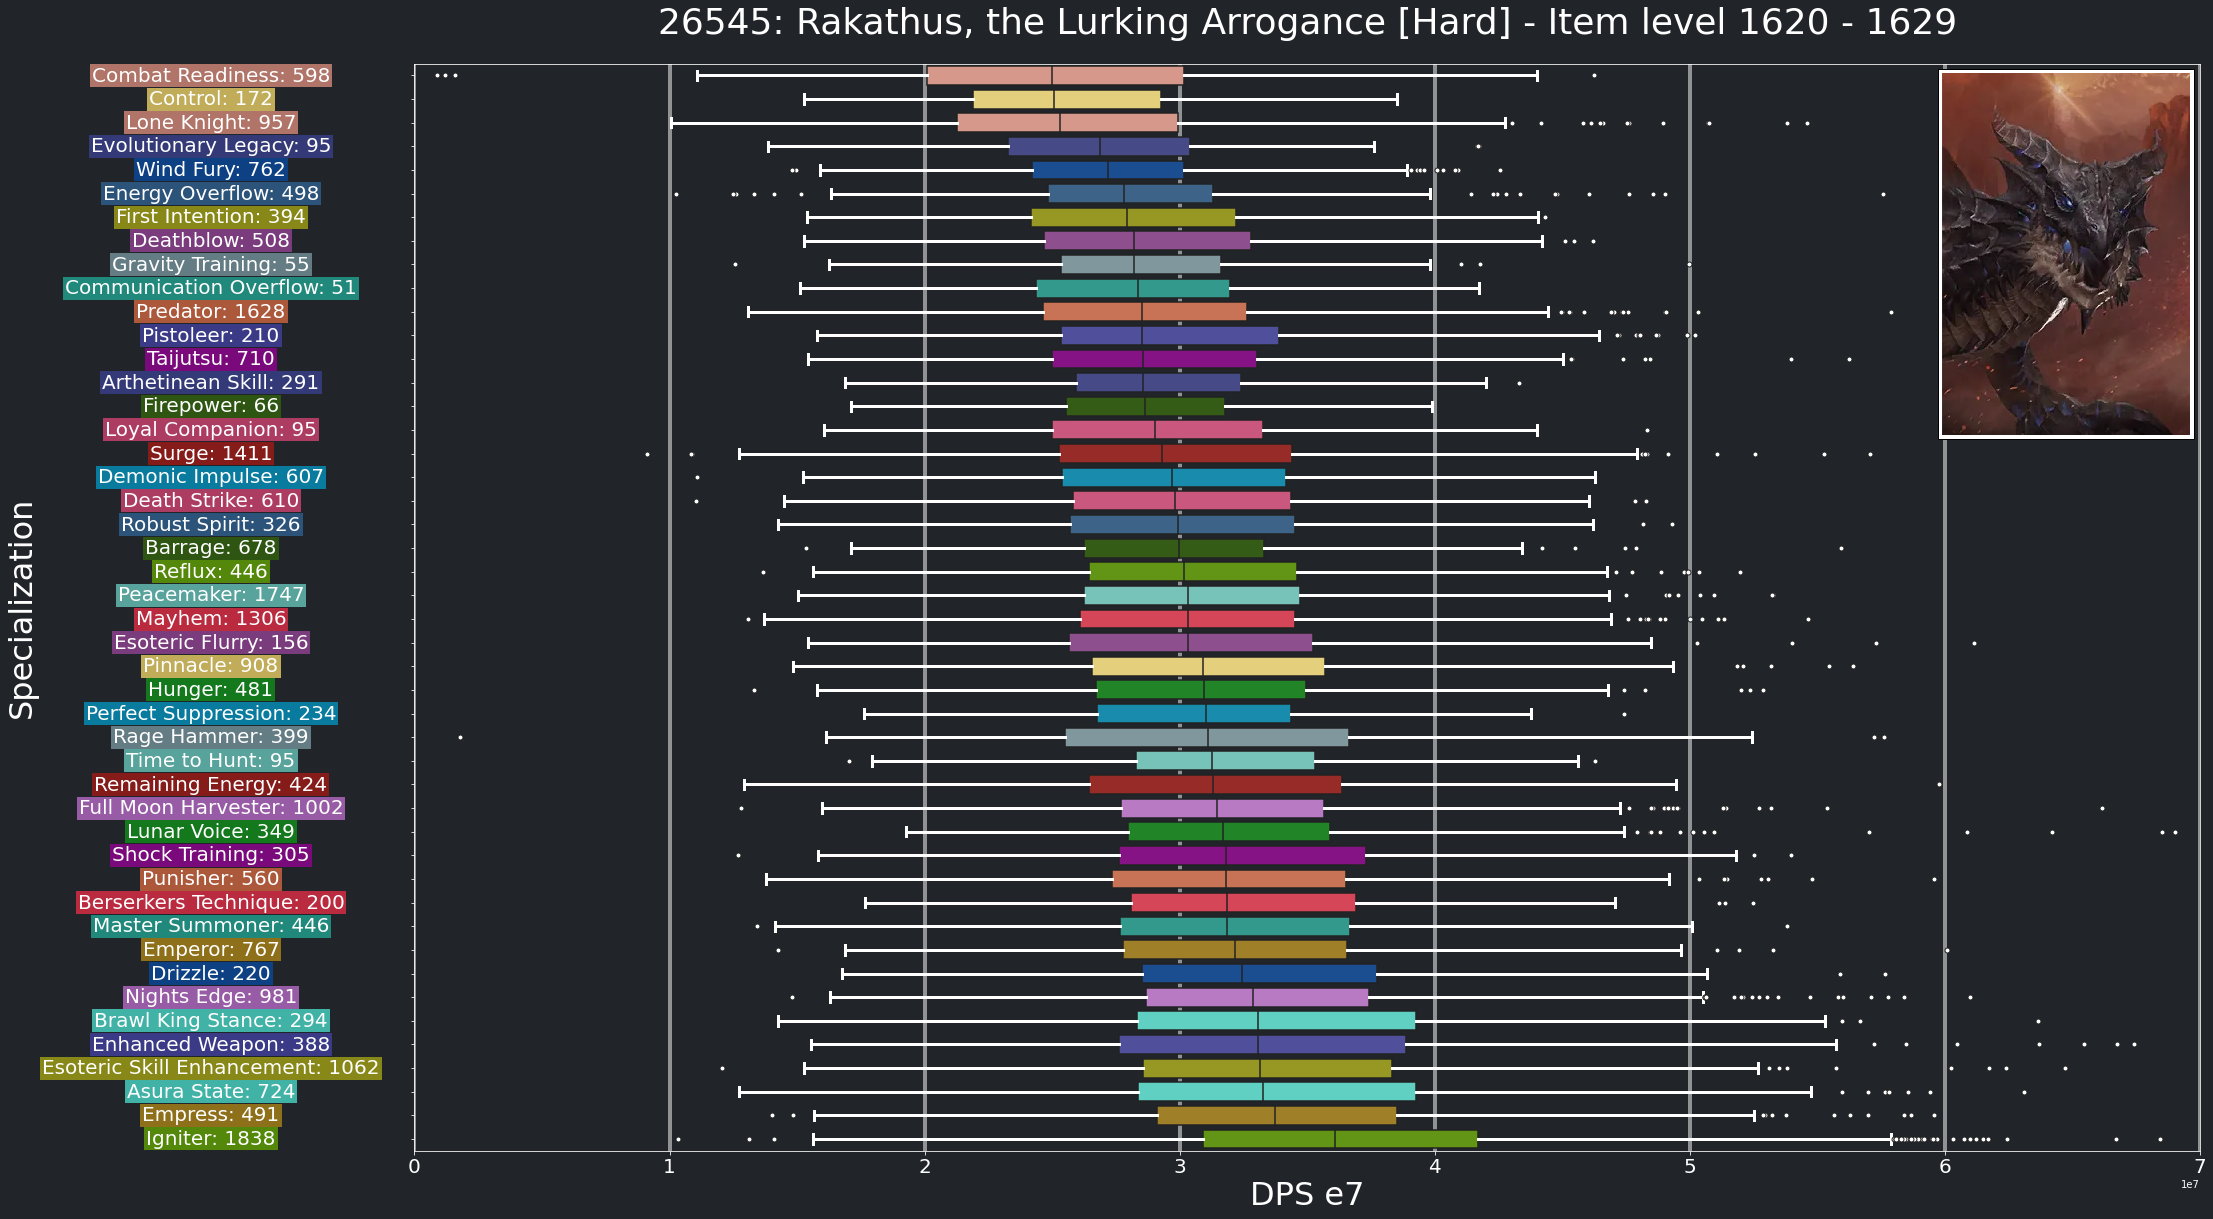 26545: Rakathus, the Lurking Arrogance [Hard] - Item level 1620 - 1629
Combat Readiness: 598
Control: 172
Lone Knight: 957
Evolutionary Legacy: 95
Wind Fury: 762
Energy Overflow: 498
First Intention: 394
Deathblow: 508
Gravity Training: 55
Communication Overflow: 51
Predator: 1628
Pistoleer: 210
Taijutsu: 710
Arthetinean Skill: 291
Firepower: 66
Loyal Companion: 95
Surge: 1411
Demonic Impulse: 607
Death Strike: 610
Robust Spirit: 326
Barrage: 678
Reflux: 446
Peacemaker: 1747
Mayhem: 1306
Esoteric Flurry: 156
Pinnacle: 908
Hunger: 481
Perfect Suppression: 234
Rage Hammer: 399
Time to Hunt: 95
Remaining Energy: 424
Full Moon Harvester: 1002
Lunar Voice: 349
Shock Training: 305
Punisher: 560
Berserkers Technique: 200
Master Summoner: 446
Emperor: 767
Drizzle: 220
Nights Edge: 981
Brawl King Stance: 294
Enhanced Weapon: 388
Esoteric Skill Enhancement: 1062
Asura State: 724
Empress: 491
Igniter: 1838
Specialization
0 1 2 3 4 5 6 7
1e7
DPS e7